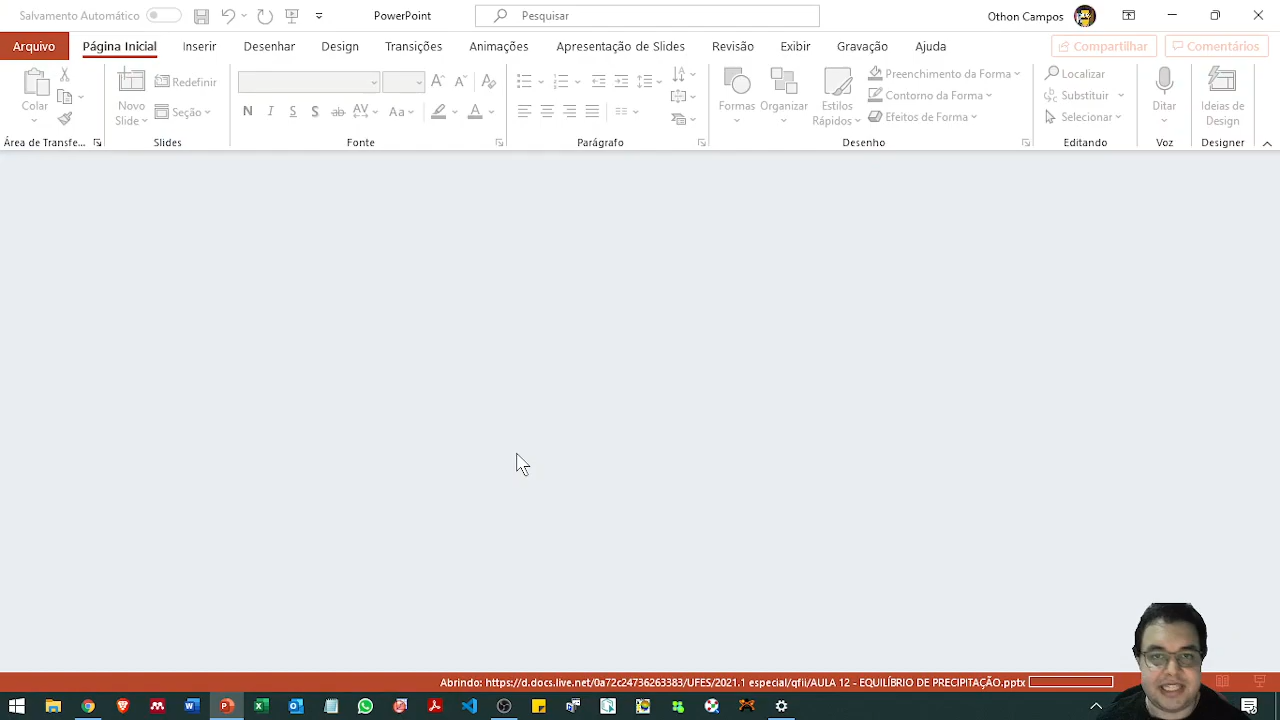 Salvamento Automático
PowerPoint
Pesquisar
Othon Campos
Arquivo
Página Inicial
Inserir
Desenhar
Design
Transições
Animações
Apresentação de Slides
Revisão
Exibir
Gravação
Ajuda
Compartilhar
Comentários
Colar
Novo
Slide
Redefinir
Seção
N I S S ab AV Aa A
A A A
Formas
Organizar
Estilos
Rápidos
Preenchimento da Forma
Contorno da Forma
Efeitos de Forma
Localizar
Substituir
Selecionar
Ditar
Ideias de
Design
Área de Transfe...
Slides
Fonte
Parágrafo
Desenho
Editando
Voz
Designer
Abrindo: https://d.docs.live.net/0a72c24736263383/UFES/2021.1 especial/qfii/AULA 12 - EQUILÍBRIO DE PRECIPITAÇÃO.pptx